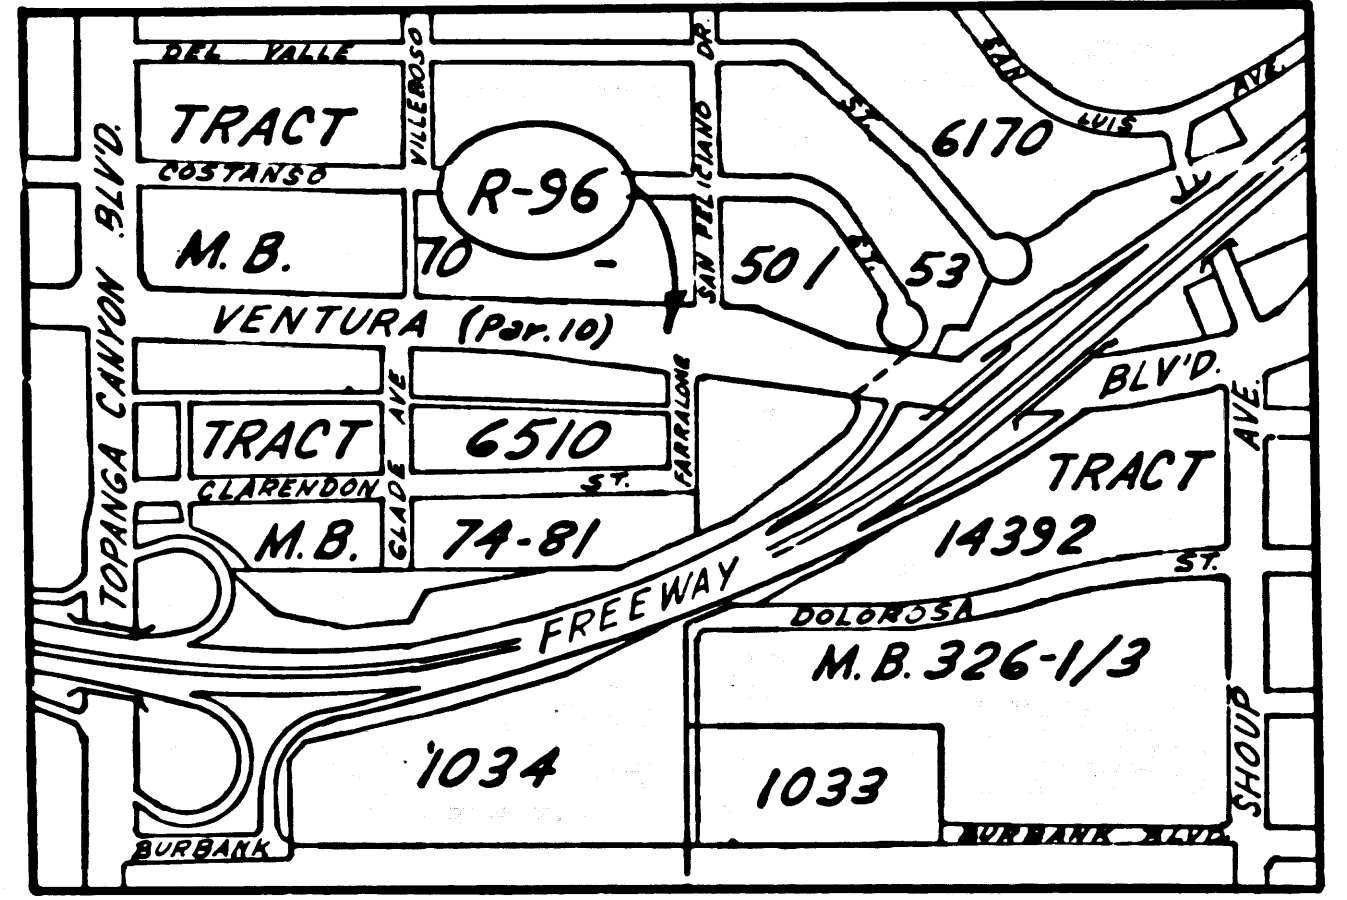 DEL VALLE
ST.
VILLEROSO
SAN FELICIANO DR.
SAN LUIS AVE.
TRACT
6170
COSTANSO
ST.
R-96
M.B. 70 - 501 53
TOPANGA CANYON BLV'D.
VENTURA (Par. 10)
BLV'D.
GLADE AVE
FARRALONE
AVE.
TRACT 6510
TRACT
CLARENDON ST.
M.B. 74-81
14392
ST.
FREEWAY
DOLOROSA
M.B. 326-1/3
SHOUP
1034
1033
BURBANK
BURBANK BLVD.